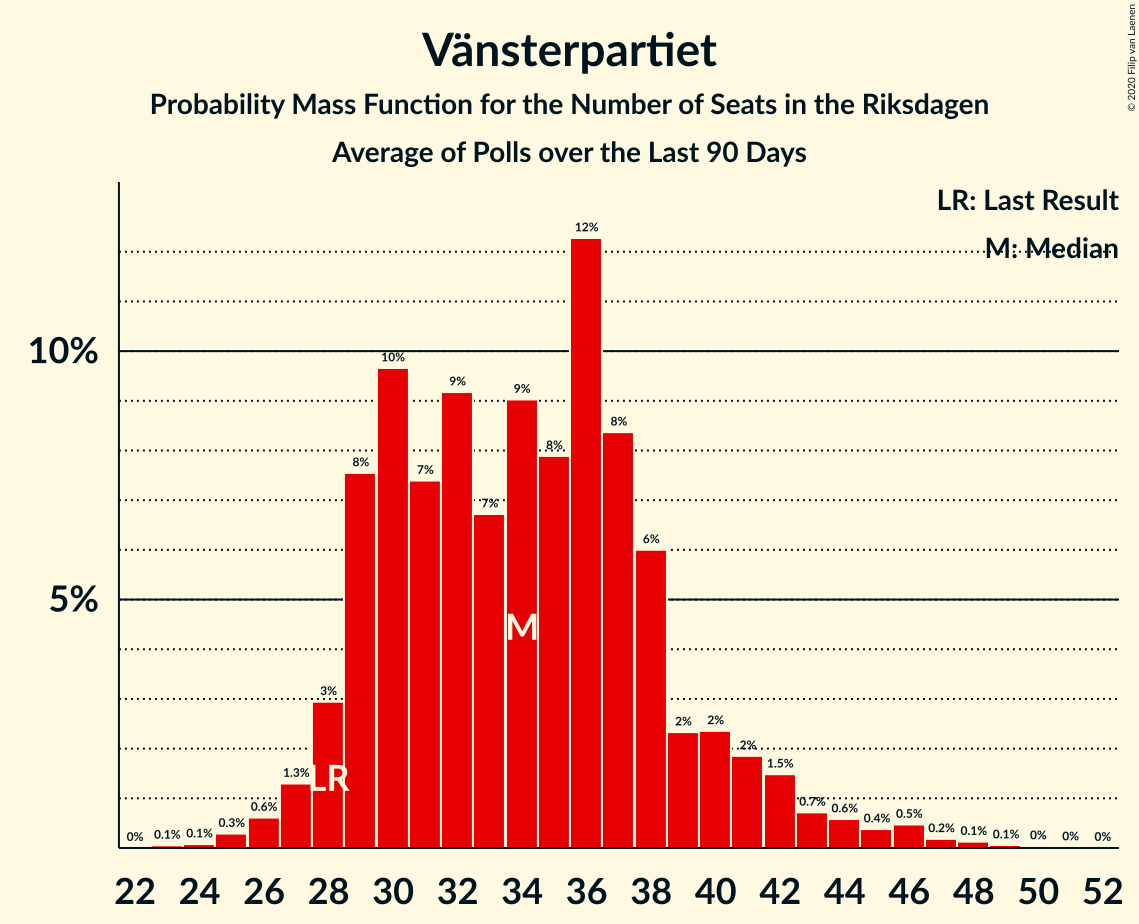 Vänsterpartiet
Probability Mass Function for the Number of Seats in the Riksdagen
Average of Polls over the Last 90 Days
© 2020 Filip van Laenen
LR: Last Result
M: Median
10%
5%
0% 0.1% 0.1% 0.3% 0.6% 1.3% 3% 8% 10% 7% 9% 7% 9% 8% 12% 8% 6% 2% 2% 2% 1.5% 0.7% 0.6% 0.4% 0.5% 0.2% 0.1% 0.1% 0% 0% 0%
M
LR
22 24 26 28 30 32 34 36 38 40 42 44 46 48 50 52